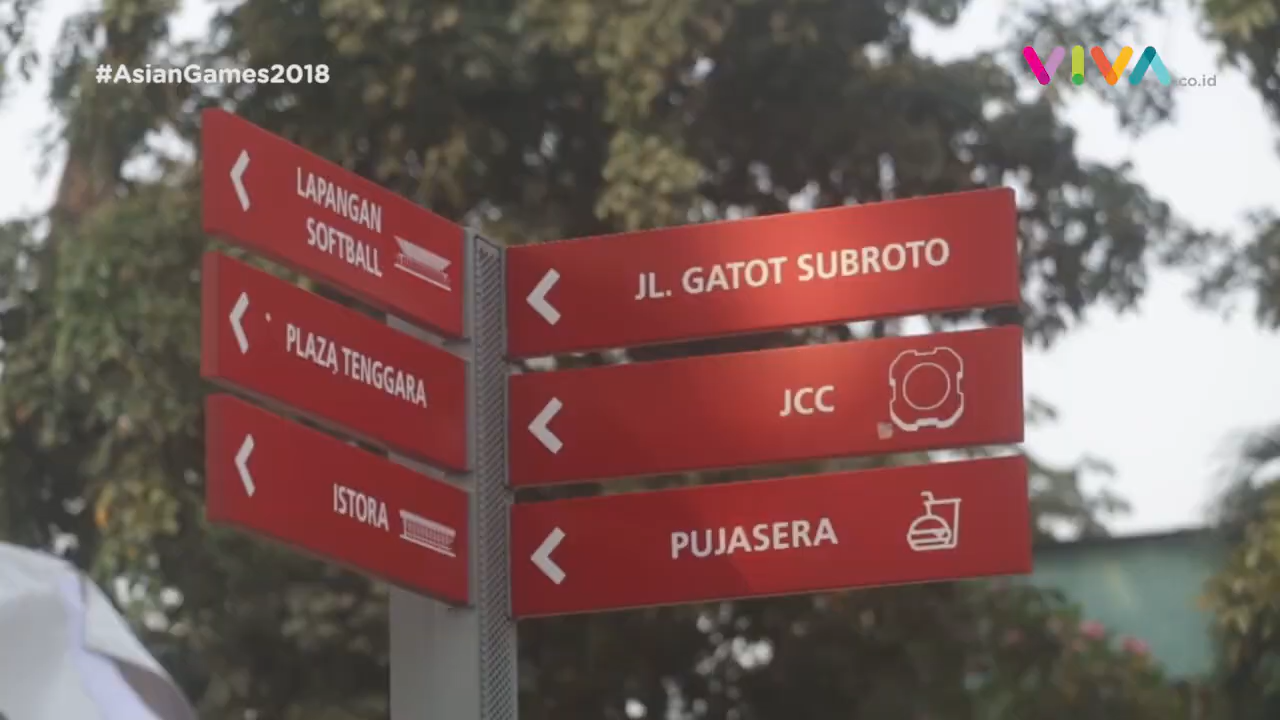 #AsianGames2018
VIVA.co.id
LAPANGAN
SOFTBALL
PLAZA TENGGARA
ISTORA
JL. GATOT SUBROTO
JCC
PUJASERA